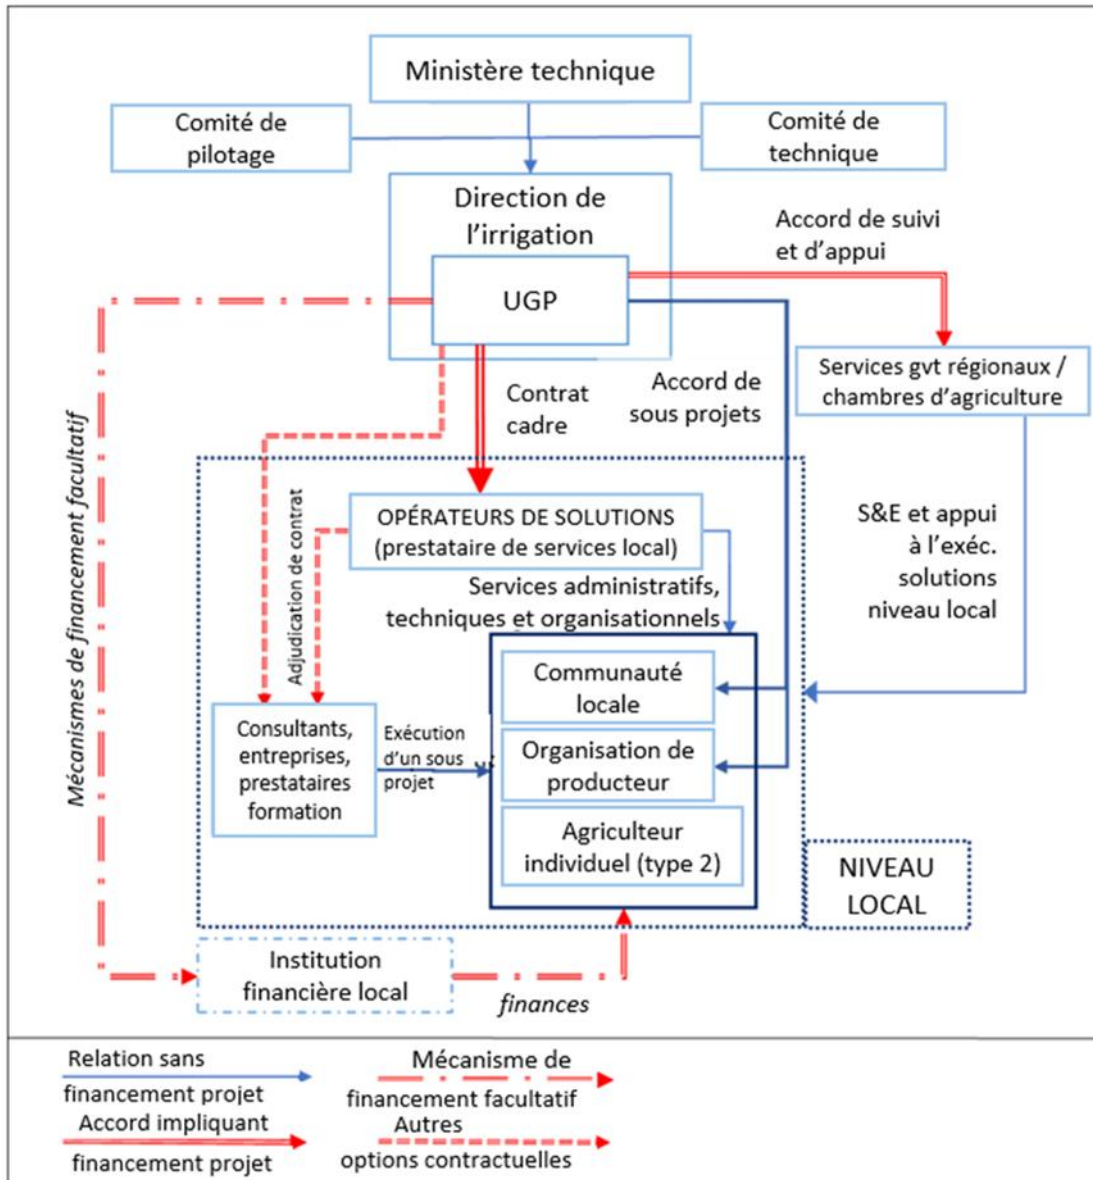 Ministère technique
Comité de
pilotage
Comité de
technique
Direction de
l'irrigation
UGP
Accord de suivi
et d'appui
Services gvt régionaux /
chambres d'agriculture
Contrat
cadre
Accord de
sous projets
Mécanismes de financement facultatif
OPÉRATEURS DE SOLUTIONS
(prestataire de services local)
Adjudication de contrat
S&E et appui
à l'exéc.
solutions
niveau local
Services administratifs,
techniques et organisationnels
Communauté
locale
Consultants,
entreprises,
prestataires
formation
Exécution
d'un sous
projet
Organisation de
producteur
Agriculteur
individuel (type 2)
NIVEAU
LOCAL
Institution
financière local
finances
Relation sans
financement projet
Accord impliquant
financement projet
Mécanisme de
financement facultatif
Autres
options contractuelles